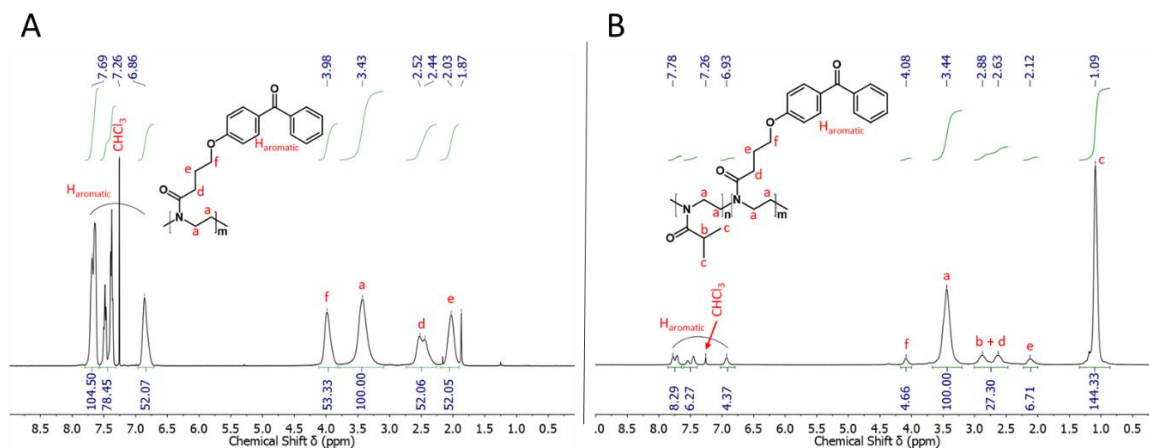 A
7.69
7.26
6.86
3.98
3.43
2.52
2.44
2.03
1.87
CHCl3
Haromatic
O
Haromatic
O
f
e
d
O
N
a
a
m
f
a
d
e
104.50
78.45
52.07
53.33
100.00
52.06
52.05
9.0 8.5 8.0 7.5 7.0 6.5 6.0 5.5 5.0 4.5 4.0 3.5 3.0 2.5 2.0 1.5 1.0 0.5
Chemical Shift δ (ppm)
B
7.78
7.26
6.93
4.08
3.44
2.88
2.63
2.12
1.09
O
Haromatic
O
f
e
d
O
a
a
N
a
n
N
a
m
O
b
c
c
c
a
CHCl3
Haromatic
f
b + d
e
8.29
6.27
4.37
4.66
100.00
27.30
6.71
144.33
9.0 8.5 8.0 7.5 7.0 6.5 6.0 5.5 5.0 4.5 4.0 3.5 3.0 2.5 2.0 1.5 1.0 0.5
Chemical Shift δ (ppm)